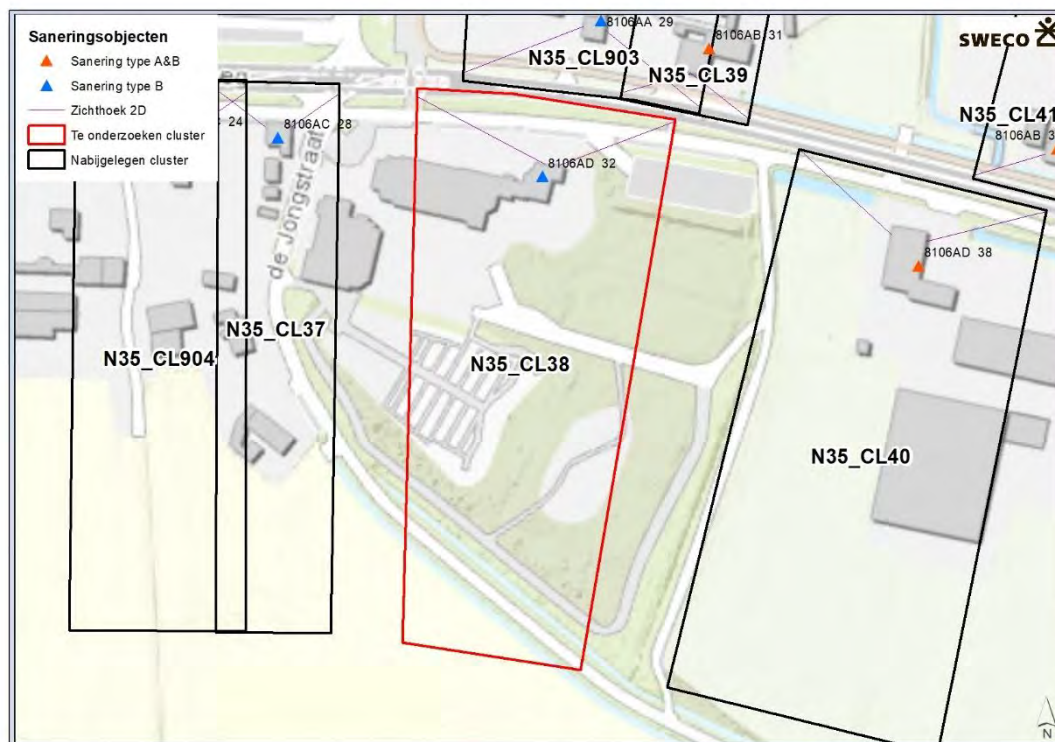 Saneringsobjecten
Sanering type A&B
Sanering type B
Zichthoek 2D
Te onderzoeken cluster
Nabijgelegen cluster
SWECO
8106AA 29
8106AB 31
N35_CL903
N35_CL39
N35_CL41
8106AB 3
24
8106AC 28
8106AD 32
de Jongstraat
8106AD 38
N35_CL37
N35_CL904
N35_CL38
N35_CL40
N